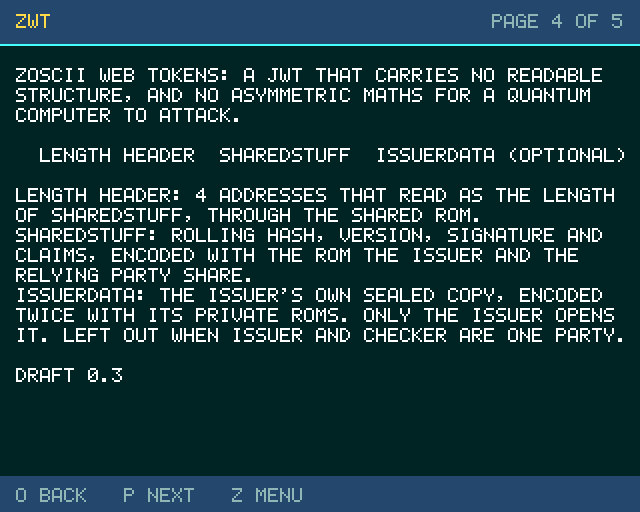 ZWT
PAGE 4 OF 5
ZOSCII WEB TOKENS: A JWT THAT CARRIES NO READABLE
STRUCTURE, AND NO ASYMMETRIC MATHS FOR A QUANTUM
COMPUTER TO ATTACK.
LENGTH HEADER  SHAREDSTUFF  ISSUERDATA (OPTIONAL)
LENGTH HEADER: 4 ADDRESSES THAT READ AS THE LENGTH
OF SHAREDSTUFF, THROUGH THE SHARED ROM.
SHAREDSTUFF: ROLLING HASH, VERSION, SIGNATURE AND
CLAIMS, ENCODED WITH THE ROM THE ISSUER AND THE
RELYING PARTY SHARE.
ISSUERDATA: THE ISSUER'S OWN SEALED COPY, ENCODED
TWICE WITH ITS PRIVATE ROMS. ONLY THE ISSUER OPENS
IT. LEFT OUT WHEN ISSUER AND CHECKER ARE ONE PARTY.
DRAFT 0.3
O BACK   P NEXT   Z MENU